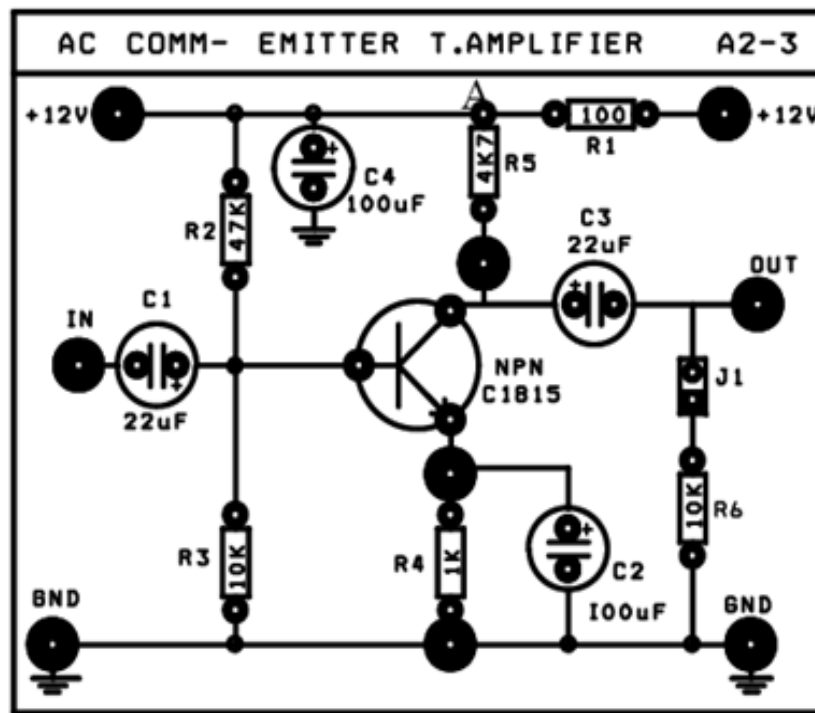 AC COMM- EMITTER T.AMPLIFIER A2-3
A
+12V
100
+12V
R1
4K7
R5
C4
100uF
R2
47K
C3
22uF
OUT
C1
IN
22uF
NPN
C1815
J1
R3
10K
R4
1K
C2
100uF
10K
R6
GND
GND